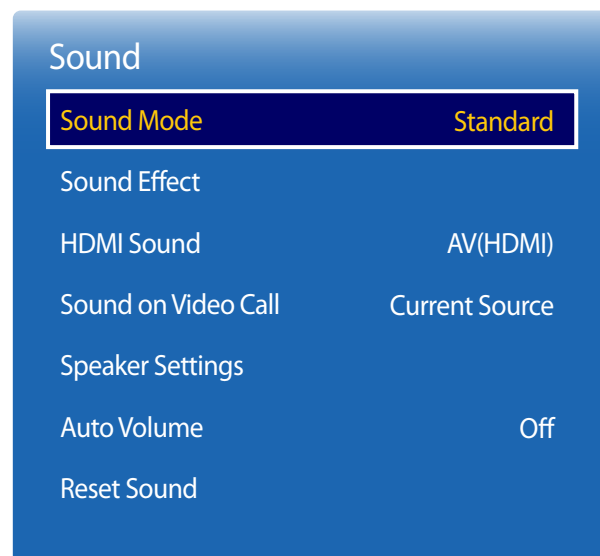 Sound
Sound Mode Standard
Sound Effect
HDMI Sound AV(HDMI)
Sound on Video Call Current Source
Speaker Settings
Auto Volume Off
Reset Sound